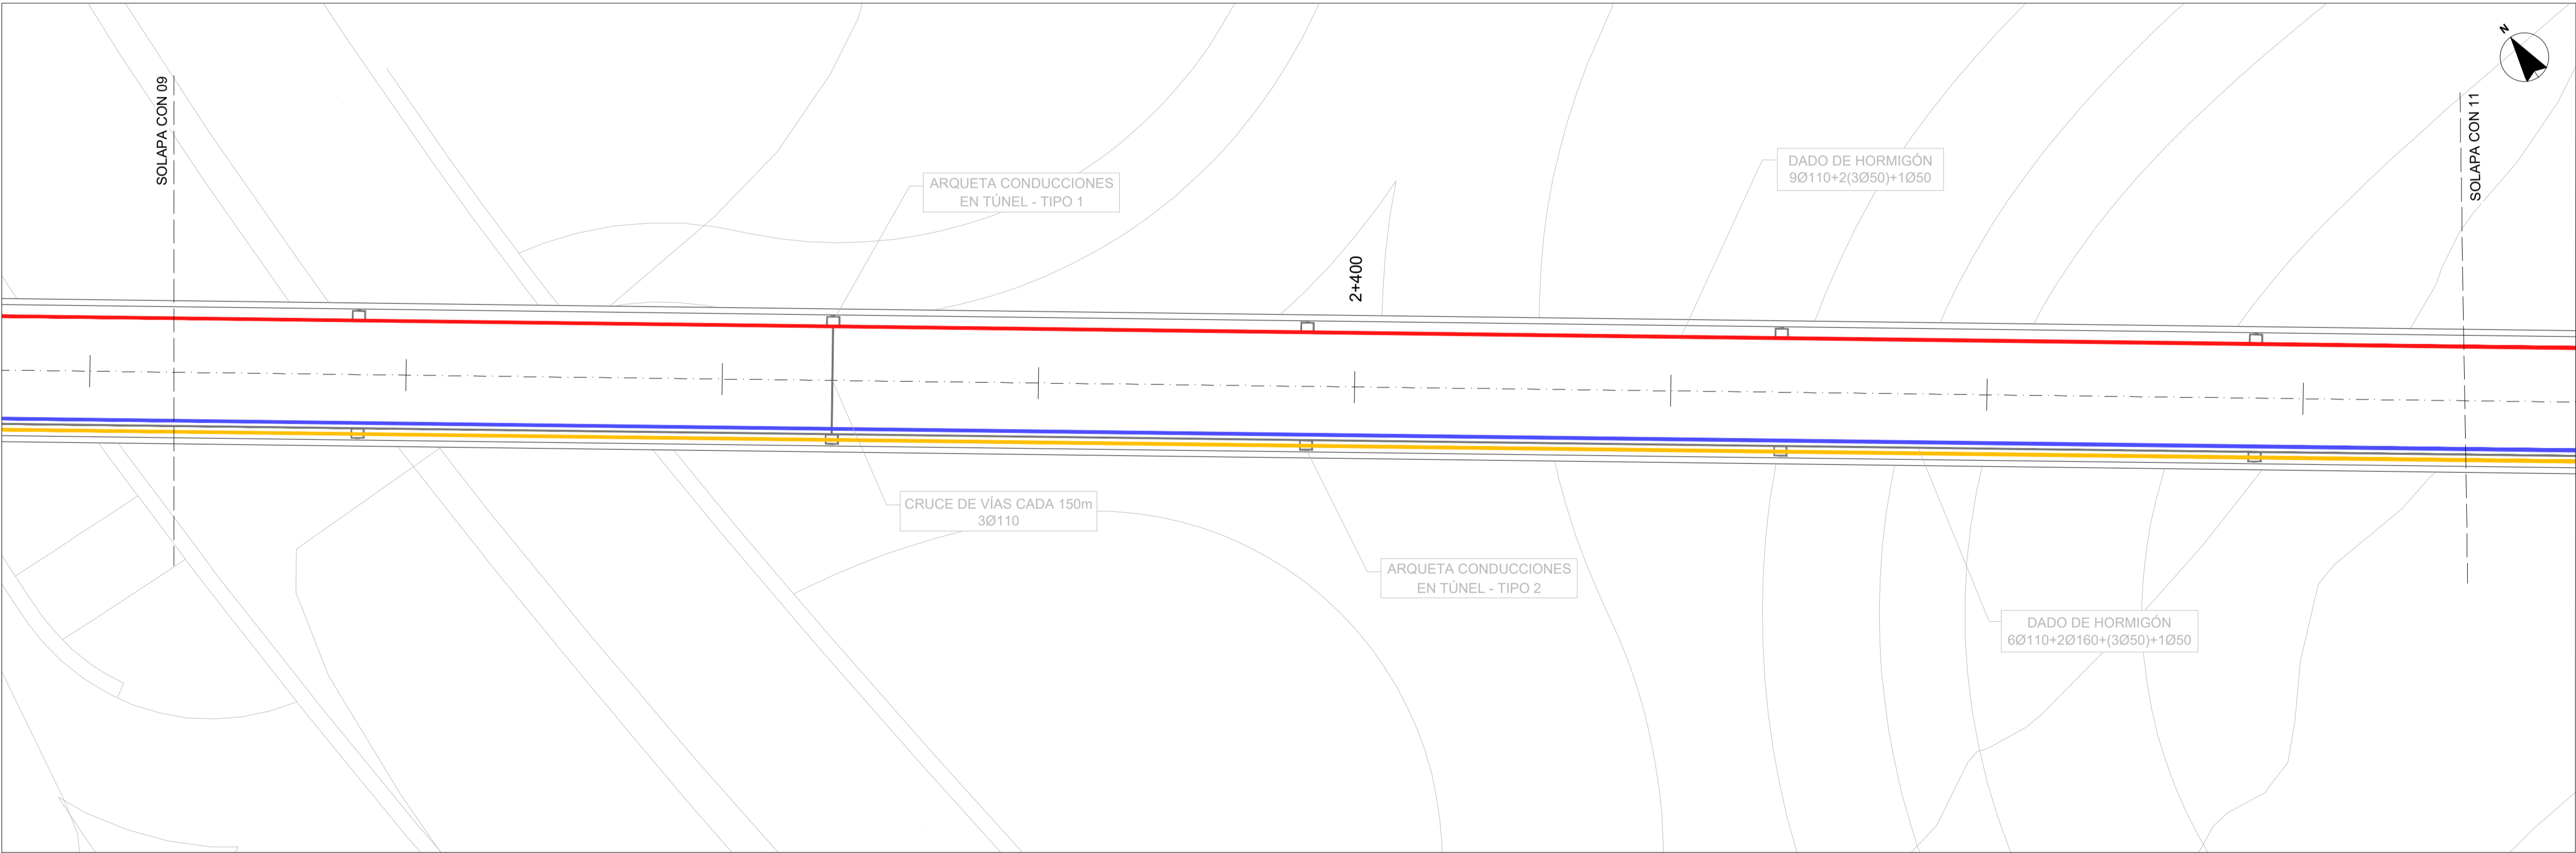 N
SOLAPA CON 09
SOLAPA CON 11
ARQUETA CONDUCCIONES
EN TÚNEL - TIPO 1
DADO DE HORMIGÓN
9Ø110+2(3Ø50)+1Ø50
2+400
CRUCE DE VÍAS CADA 150m
3Ø110
ARQUETA CONDUCCIONES
EN TÚNEL - TIPO 2
DADO DE HORMIGÓN
6Ø110+2Ø160+(3Ø50)+1Ø50